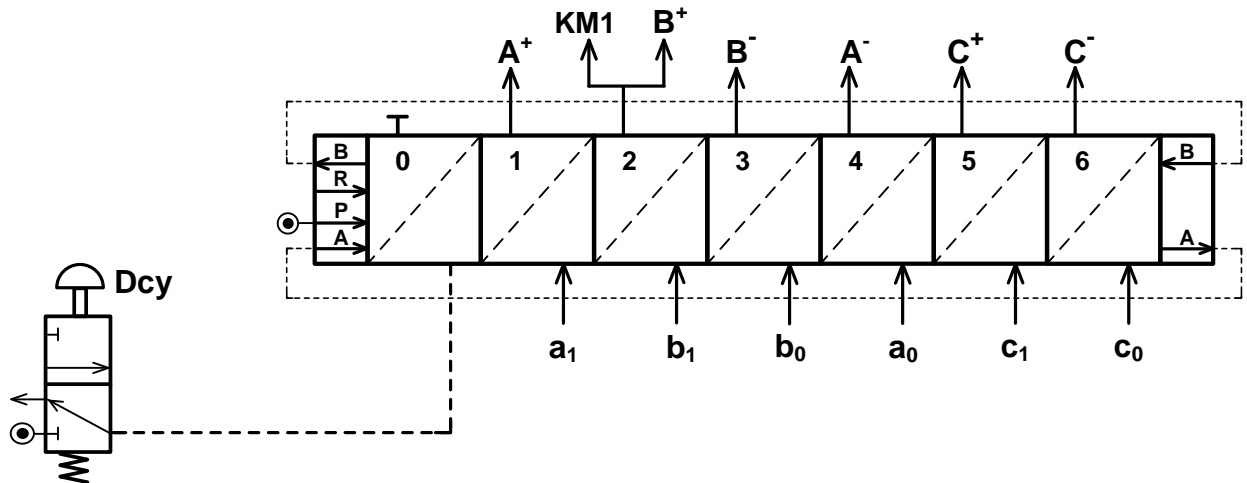 KM1 B+
A+ B- A- C+ C-
B 0 1 2 3 4 5 6 B
R
P
A A
Dcy
a₁ b₁ b₀ a₀ c₁ c₀